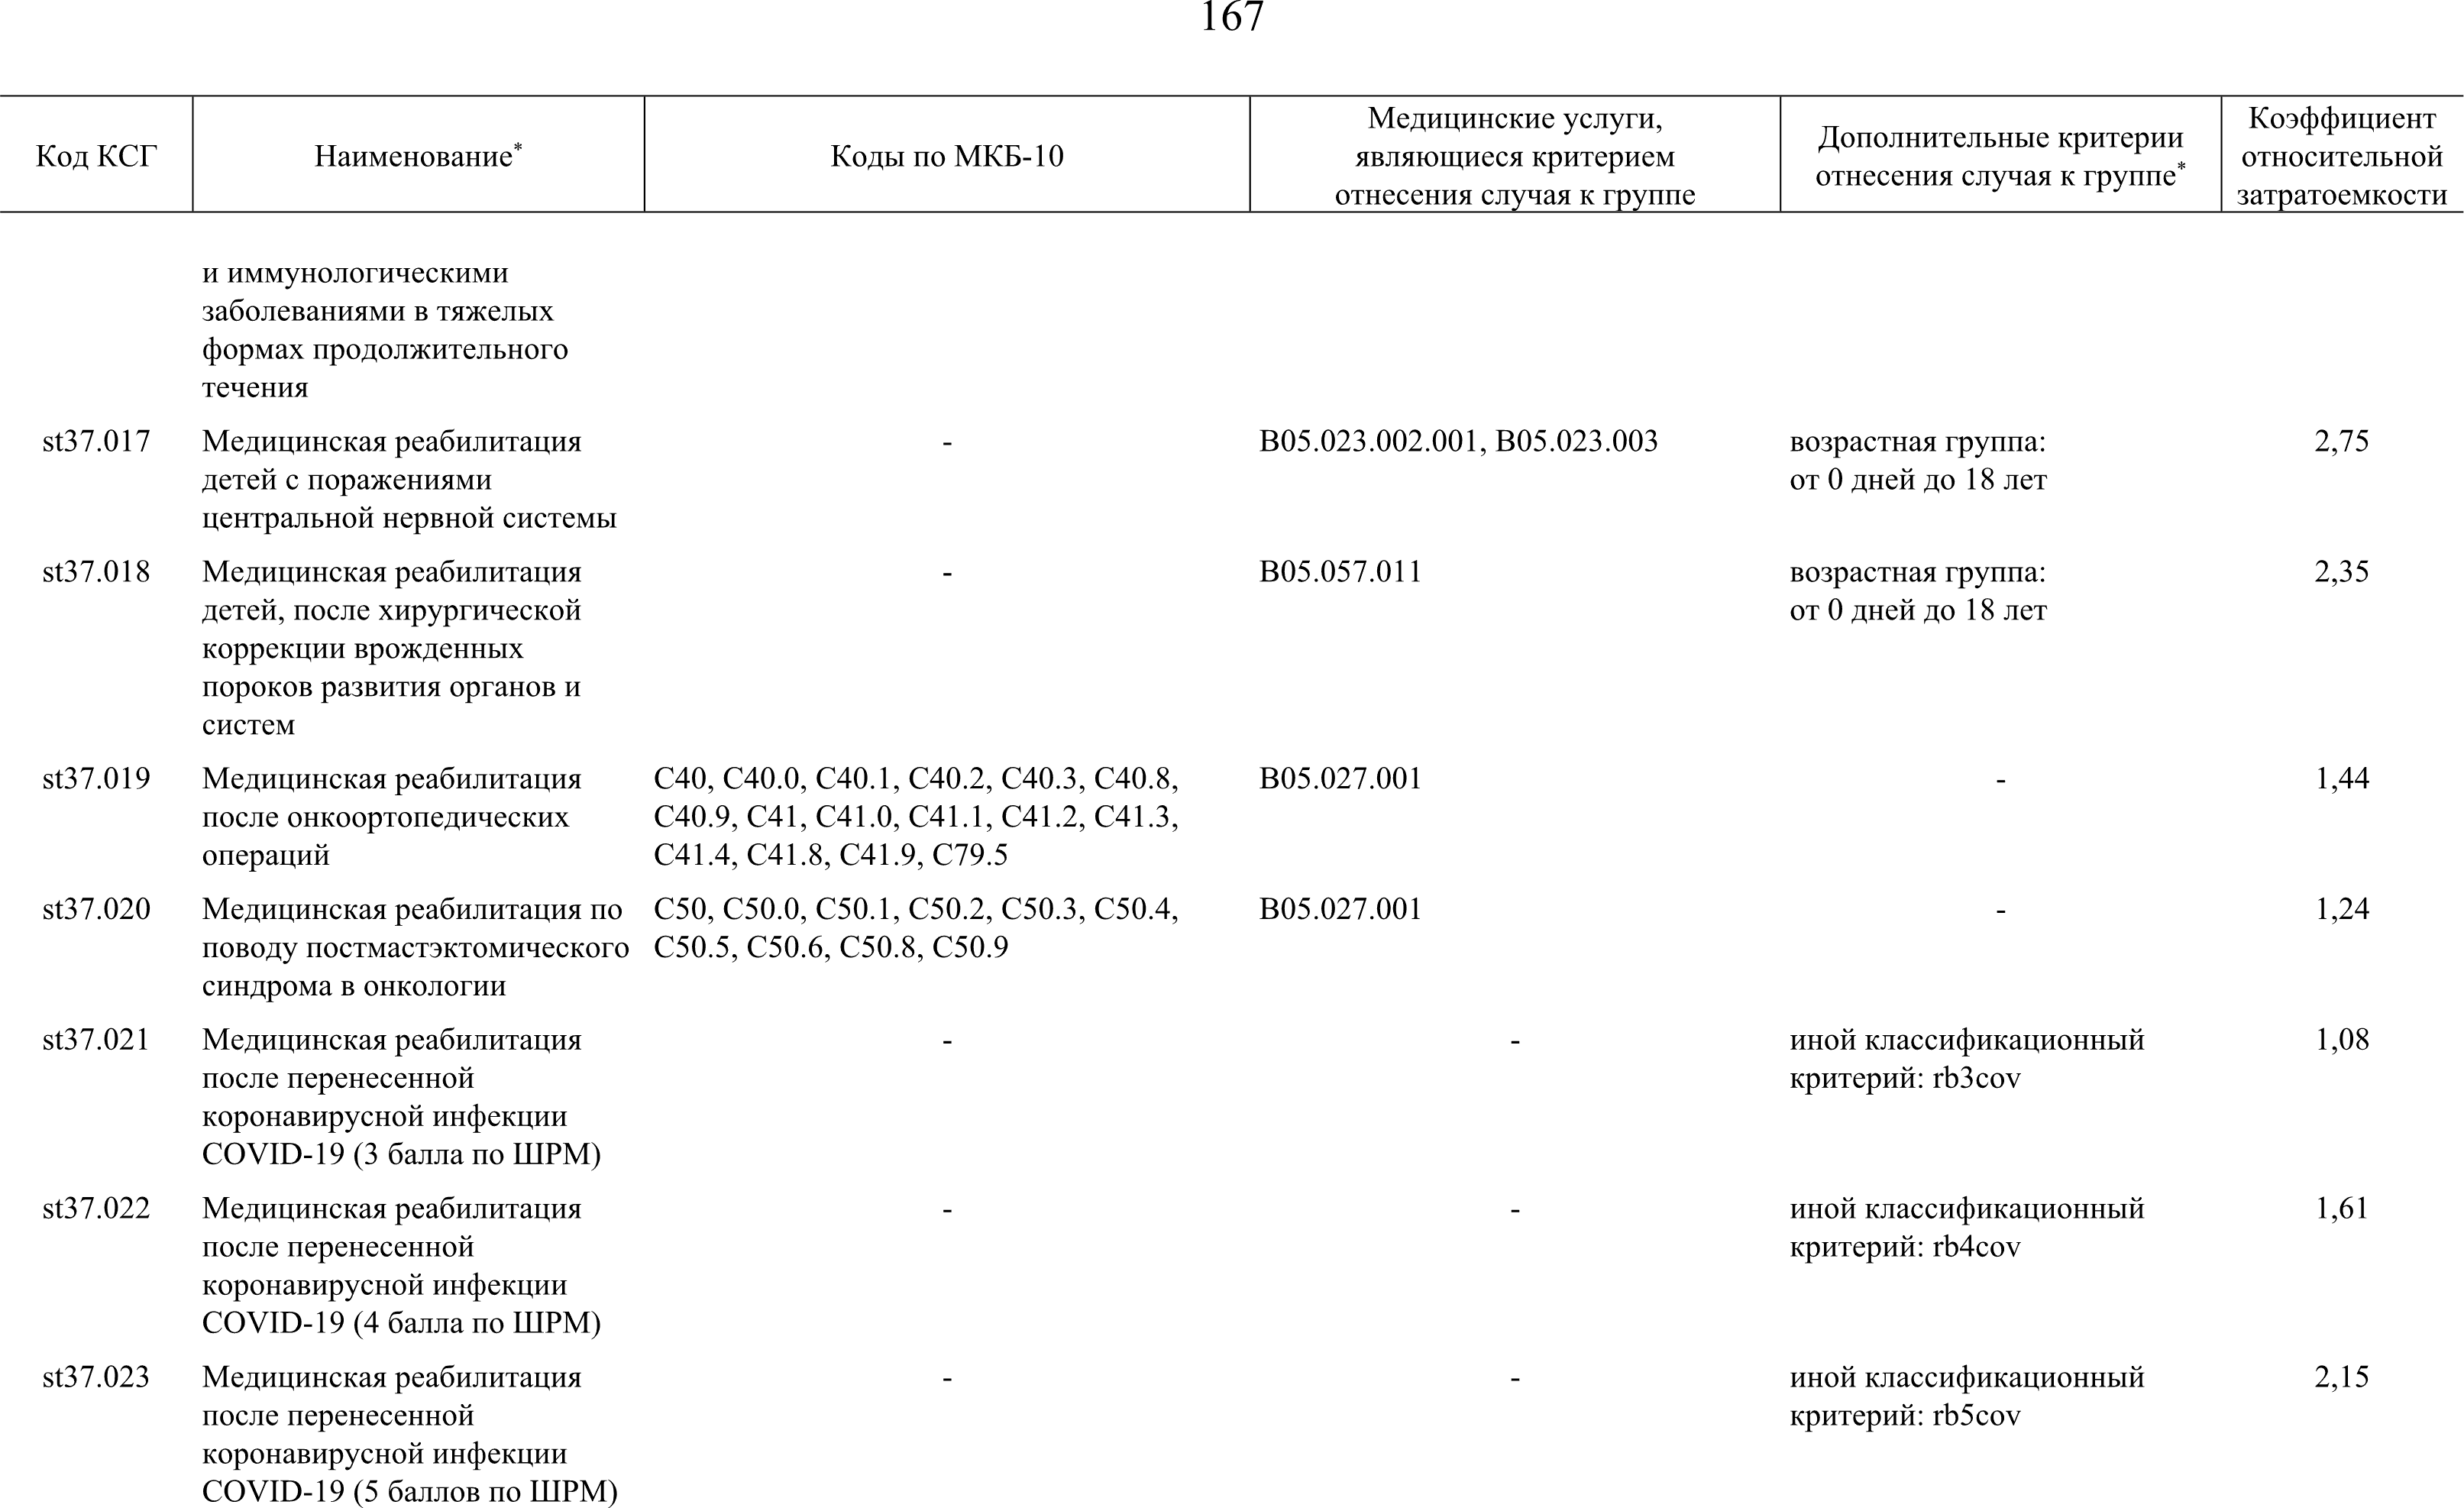 167
Код КСГ
Наименование*
Коды по МКБ-10
Медицинские услуги,
являющиеся критерием
отнесения случая к группе
Дополнительные критерии
отнесения случая к группе*
Коэффициент
относительной
затратоемкости
и иммунологическими
заболеваниями в тяжелых
формах продолжительного
течения
st37.017
Медицинская реабилитация
детей с поражениями
центральной нервной системы
-
B05.023.002.001, B05.023.003
возрастная группа:
от 0 дней до 18 лет
2,75
st37.018
Медицинская реабилитация
детей, после хирургической
коррекции врожденных
пороков развития органов и
систем
-
B05.057.011
возрастная группа:
от 0 дней до 18 лет
2,35
st37.019
Медицинская реабилитация
после онкоортопедических
операций
C40, C40.0, C40.1, C40.2, C40.3, C40.8,
C40.9, C41, C41.0, C41.1, C41.2, C41.3,
C41.4, C41.8, C41.9, C79.5
B05.027.001
-
1,44
st37.020
Медицинская реабилитация по
поводу постмастэктомического
синдрома в онкологии
C50, C50.0, C50.1, C50.2, C50.3, C50.4,
C50.5, C50.6, C50.8, C50.9
B05.027.001
-
1,24
st37.021
Медицинская реабилитация
после перенесенной
коронавирусной инфекции
COVID-19 (3 балла по ШРМ)
-
-
иной классификационный
критерий: rb3cov
1,08
st37.022
Медицинская реабилитация
после перенесенной
коронавирусной инфекции
COVID-19 (4 балла по ШРМ)
-
-
иной классификационный
критерий: rb4cov
1,61
st37.023
Медицинская реабилитация
после перенесенной
коронавирусной инфекции
COVID-19 (5 баллов по ШРМ)
-
-
иной классификационный
критерий: rb5cov
2,15